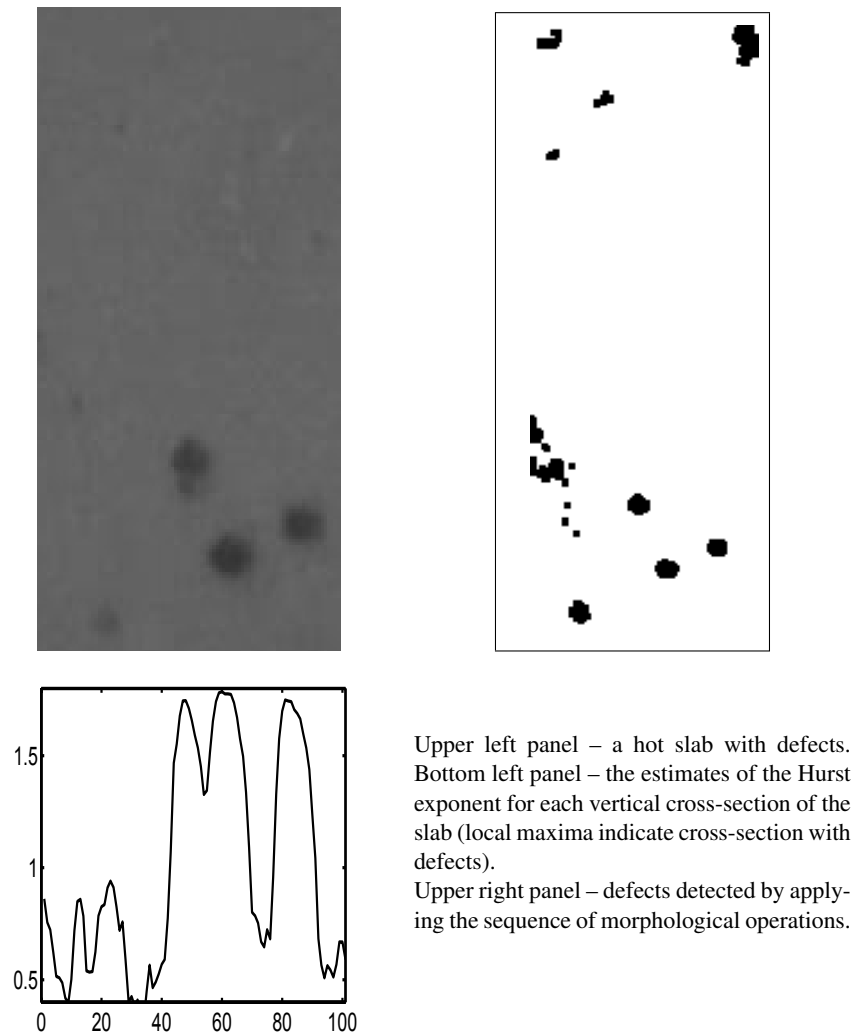 1.5
1
0.5
0 20 40 60 80 100
Upper left panel – a hot slab with defects.
Bottom left panel – the estimates of the Hurst
exponent for each vertical cross-section of the
slab (local maxima indicate cross-section with
defects).
Upper right panel – defects detected by apply-
ing the sequence of morphological operations.